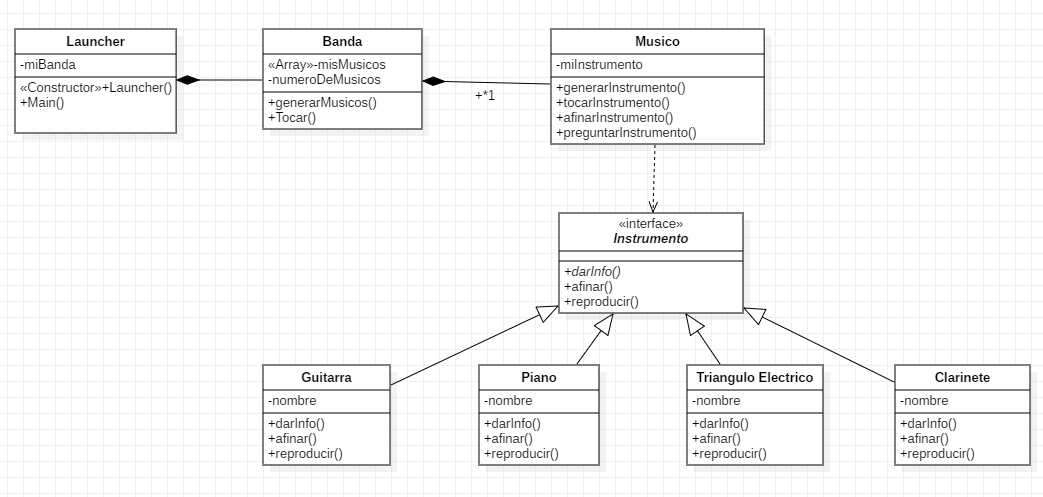 Launcher
-miBanda
«Constructor»+Launcher()
+Main()
Banda
«Array»-misMusicos
-numeroDeMusicos
+generarMusicos()
+Tocar()
+*1
Musico
-miInstrumento
+generarInstrumento()
+tocarInstrumento()
+afinarInstrumento()
+preguntarInstrumento()
«interface»
Instrumento
+darInfo()
+afinar()
+reproducir()
Guitarra
-nombre
+darInfo()
+afinar()
+reproducir()
Piano
-nombre
+darInfo()
+afinar()
+reproducir()
Triangulo Electrico
-nombre
+darInfo()
+afinar()
+reproducir()
Clarinete
-nombre
+darInfo()
+afinar()
+reproducir()